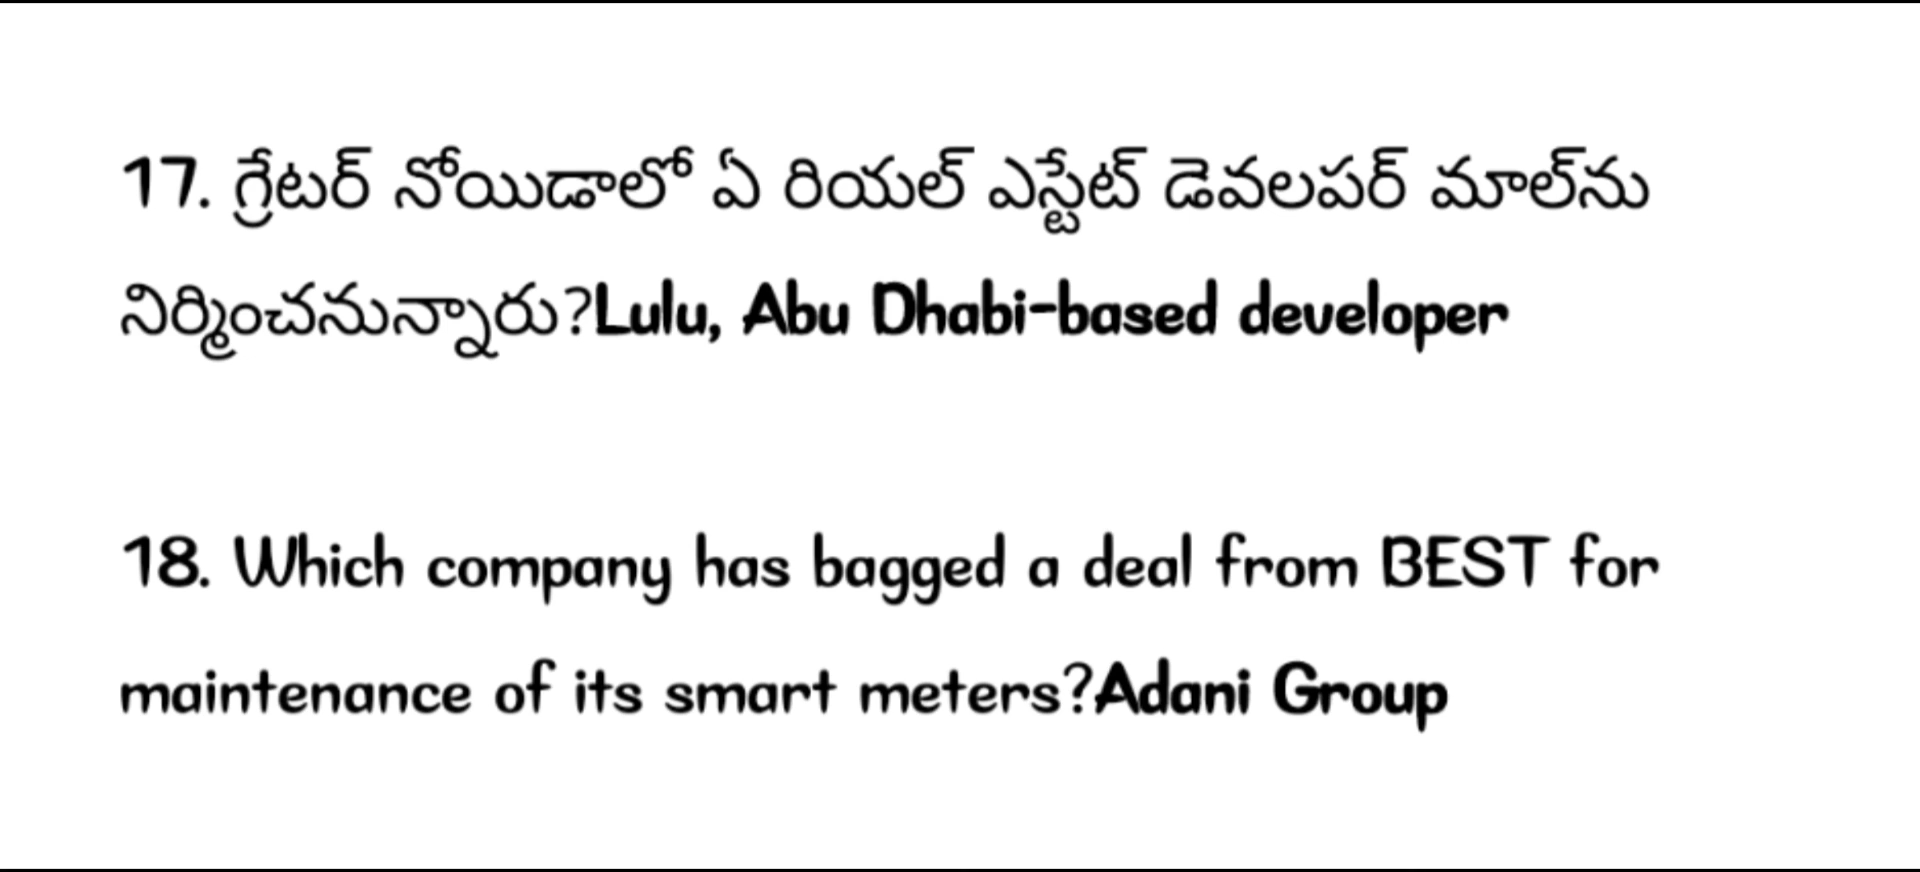 17. గ్రేటర్ నోయిడాలో ఏ రియల్ ఎస్టేట్ డెవలపర్ మాల్‌ను
నిర్మించనున్నారు?Lulu, Abu Dhabi-based developer
18. Which company has bagged a deal from BEST for
maintenance of its smart meters?Adani Group